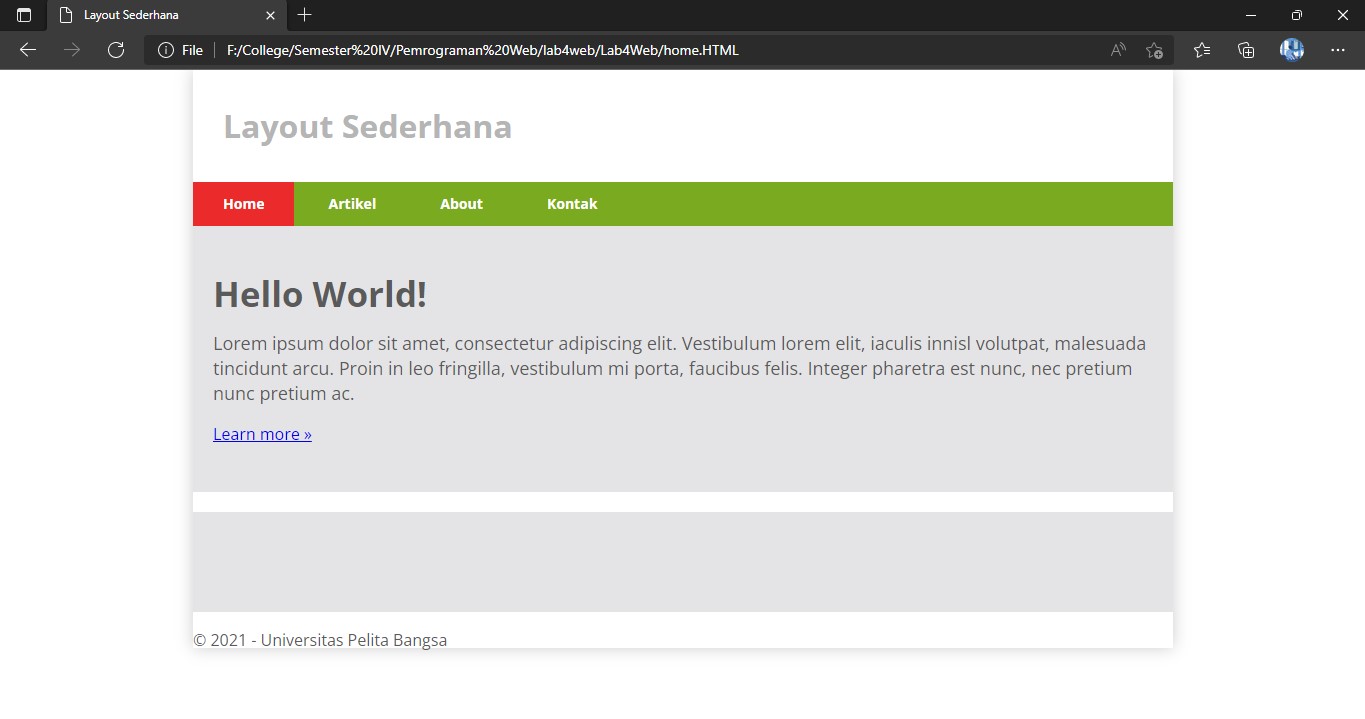 Layout Sederhana
File F:/College/Semester%20IV/Pemrograman%20Web/lab4web/Lab4Web/home.HTML
Layout Sederhana
Home Artikel About Kontak
Hello World!
Lorem ipsum dolor sit amet, consectetur adipiscing elit. Vestibulum lorem elit, iaculis innisl volutpat, malesuada
tincidunt arcu. Proin in leo fringilla, vestibulum mi porta, faucibus felis. Integer pharetra est nunc, nec pretium
nunc pretium ac.
Learn more »
© 2021 - Universitas Pelita Bangsa